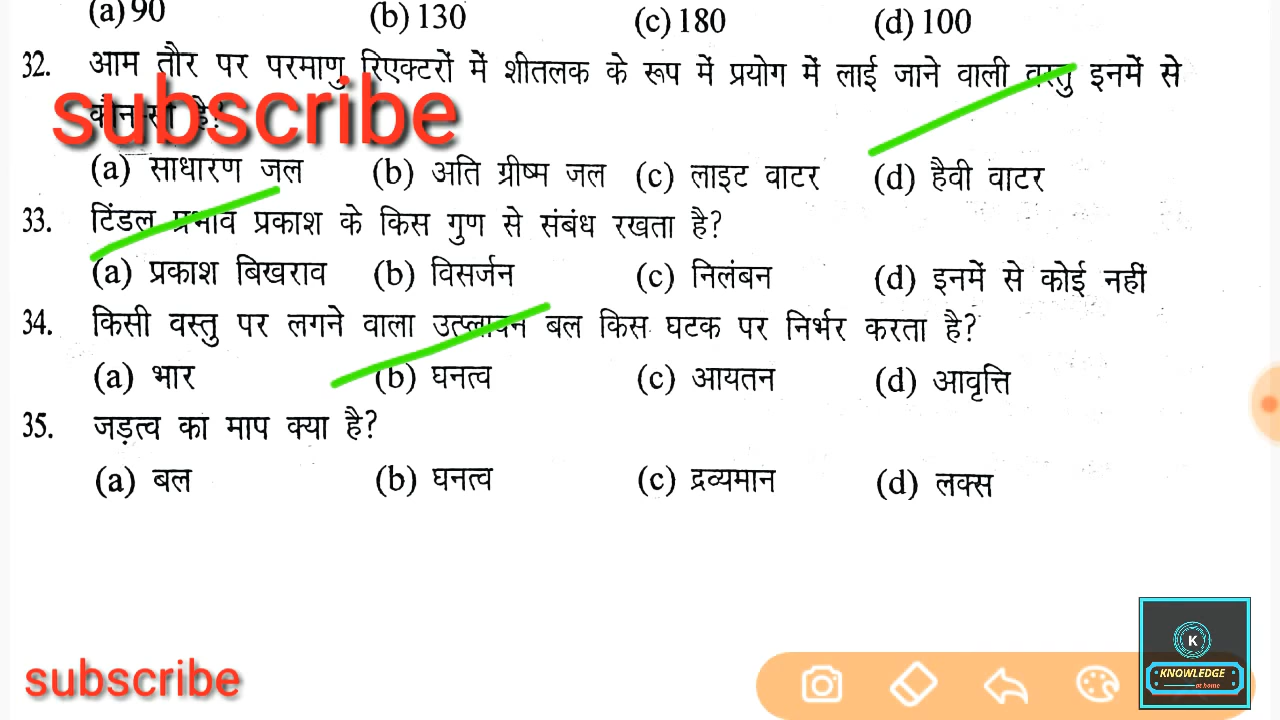 (a) 90 (b) 130 (c) 180 (d) 100
32. आम तौर पर परमाणु रिएक्टरों में शीतलक के रूप में प्रयोग में लाई जाने वाली वस्तु इनमें से
कौन-सा है?
subscribe
(a) साधारण जल (b) अति ग्रीष्म जल (c) लाइट वाटर (d) हैवी वाटर
33. टिंडल प्रभाव प्रकाश के किस गुण से संबंध रखता है?
(a) प्रकाश बिखराव (b) विसर्जन (c) निलंबन (d) इनमें से कोई नहीं
34. किसी वस्तु पर लगने वाला उत्प्लावन बल किस घटक पर निर्भर करता है?
(a) भार (b) घनत्व (c) आयतन (d) आवृत्ति
35. जड़त्व का माप क्या है?
(a) बल (b) घनत्व (c) द्रव्यमान (d) लक्स
subscribe
K
KNOWLEDGE
at home